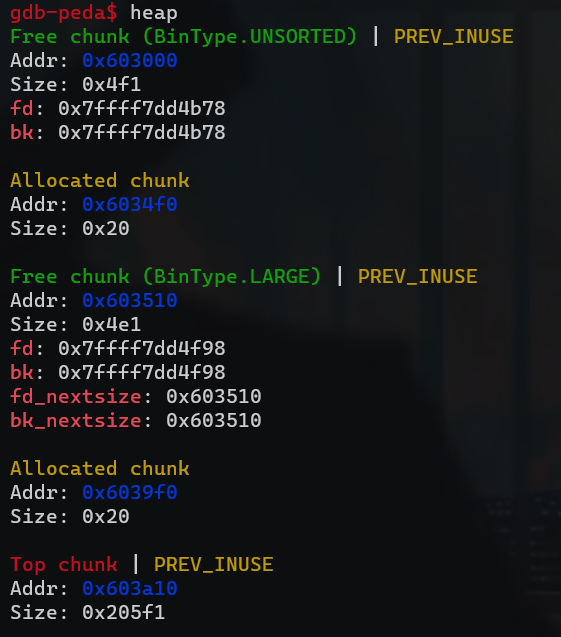 gdb-peda$ heap
Free chunk (BinType.UNSORTED) | PREV_INUSE
Addr: 0x603000
Size: 0x4f1
fd: 0x7ffff7dd4b78
bk: 0x7ffff7dd4b78
Allocated chunk
Addr: 0x6034f0
Size: 0x20
Free chunk (BinType.LARGE) | PREV_INUSE
Addr: 0x603510
Size: 0x4e1
fd: 0x7ffff7dd4f98
bk: 0x7ffff7dd4f98
fd_nextsize: 0x603510
bk_nextsize: 0x603510
Allocated chunk
Addr: 0x6039f0
Size: 0x20
Top chunk | PREV_INUSE
Addr: 0x603a10
Size: 0x205f1